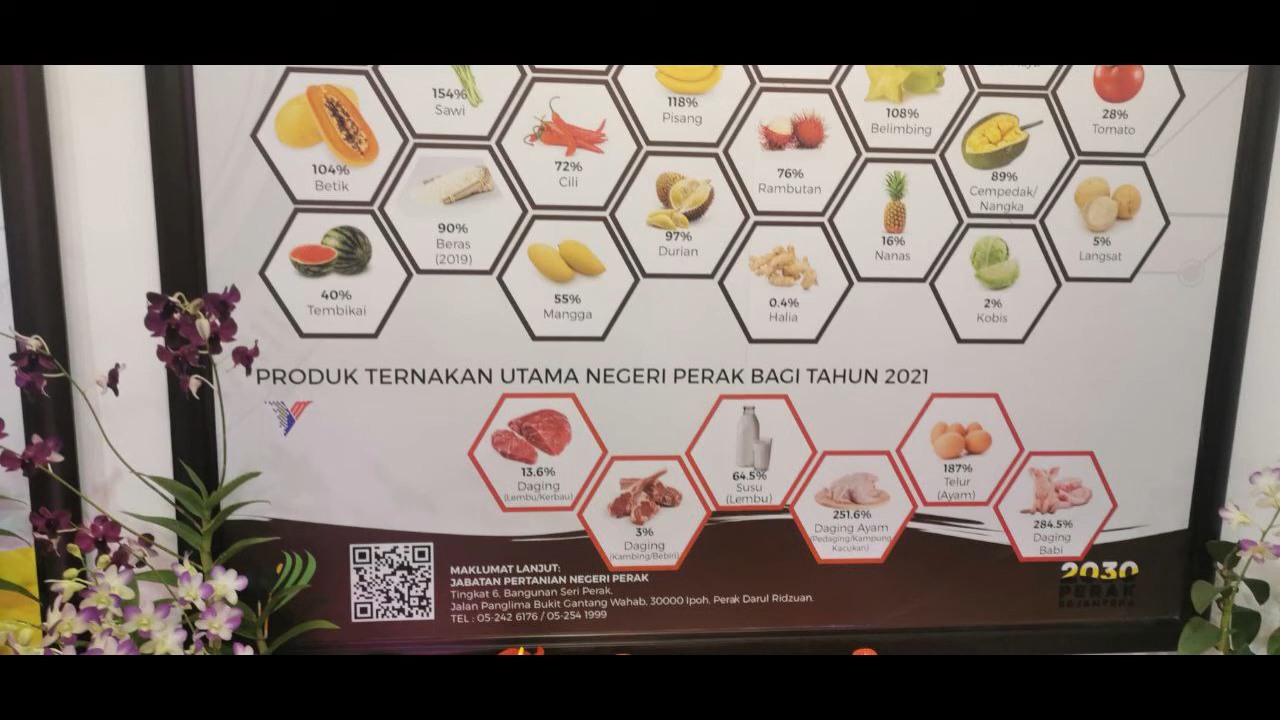 154%
Sawi
118%
Pisang
108%
Belimbing
28%
Tomato
104%
Betik
72%
Cili
76%
Rambutan
89%
Cempedak/
Nangka
90%
Beras
(2019)
97%
Durian
16%
Nanas
5%
Langsat
40%
Tembikai
55%
Mangga
0.4%
Halia
2%
Kobis
PRODUK TERNAKAN UTAMA NEGERI PERAK BAGI TAHUN 2021
13.6%
Daging
(Lembu/Kerbau)
3%
Daging
(Kambing/Bebiri)
64.5%
Susu
(Lembu)
251.6%
Daging Ayam
(Pedaging/Kampung
Kacukan)
187%
Telur
(Ayam)
284.5%
Daging
Babi
MAKLUMAT LANJUT:
JABATAN PERTANIAN NEGERI PERAK
Tingkat 6, Bangunan Seri Perak,
Jalan Panglima Bukit Gantang Wahab, 30000 Ipoh, Perak Darul Ridzuan.
TEL : 05-242 6176 / 05-254 1999
2030
PERAK
SEJAHTERA